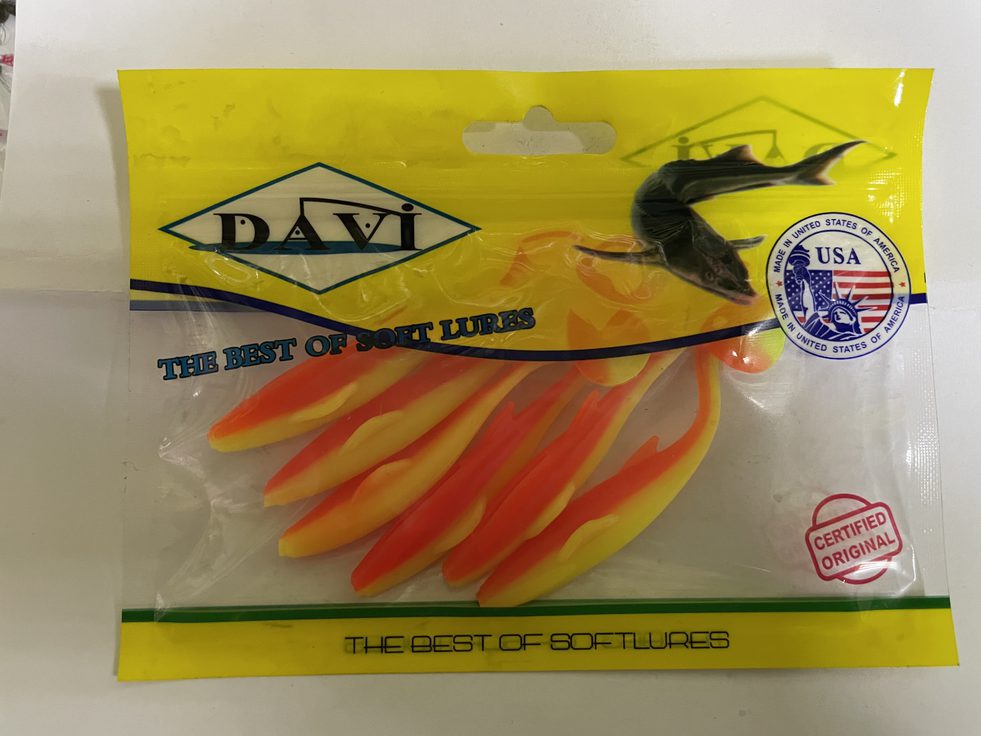 DAVi
THE BEST OF SOFT LURES
MADE IN UNITED STATES OF AMERICA
USA
MADE IN UNITED STATES OF AMERICA
CERTIFIED
ORIGINAL
THE BEST OF SOFTLURES